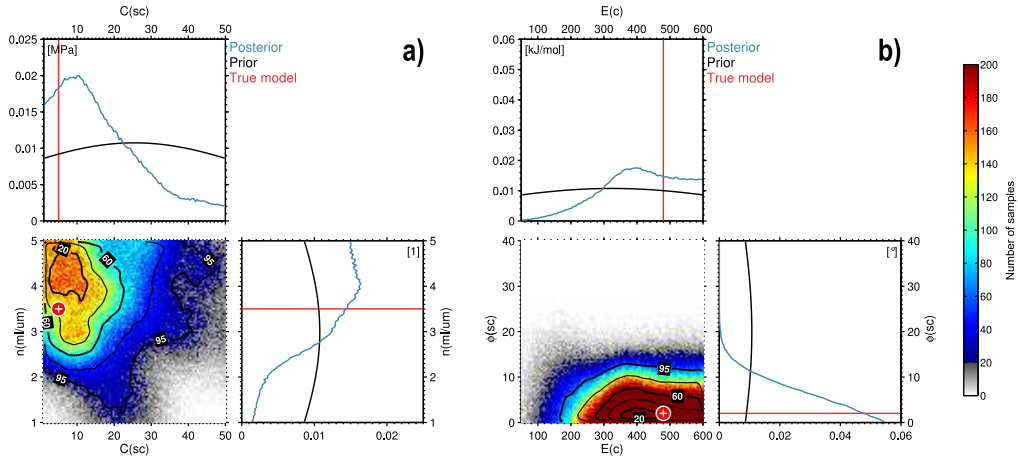 C(sc)
0 10 20 30 40 50
0.025
0.02
0.015
0.01
0.005
0
[MPa]
Posterior
Prior
True model
a)
E(c)
100 200 300 400 500 600
0.06
0.05
0.04
0.03
0.02
0.01
0
[kJ/mol]
Posterior
Prior
True model
b)
5
4
3
2
1
n(ml/um)
20
60
95
60
95
95
0 10 20 30 40 50
C(sc)
[1]
5
4
3
2
1
n(ml/um)
0 0.01 0.02
40
30
20
10
0
ϕ(sc)
95
60
20
100 200 300 400 500 600
E(c)
[°]
40
30
20
10
0
ϕ(sc)
0 0.02 0.04 0.06
200
180
160
140
120
100
80
60
40
20
0
Number of samples